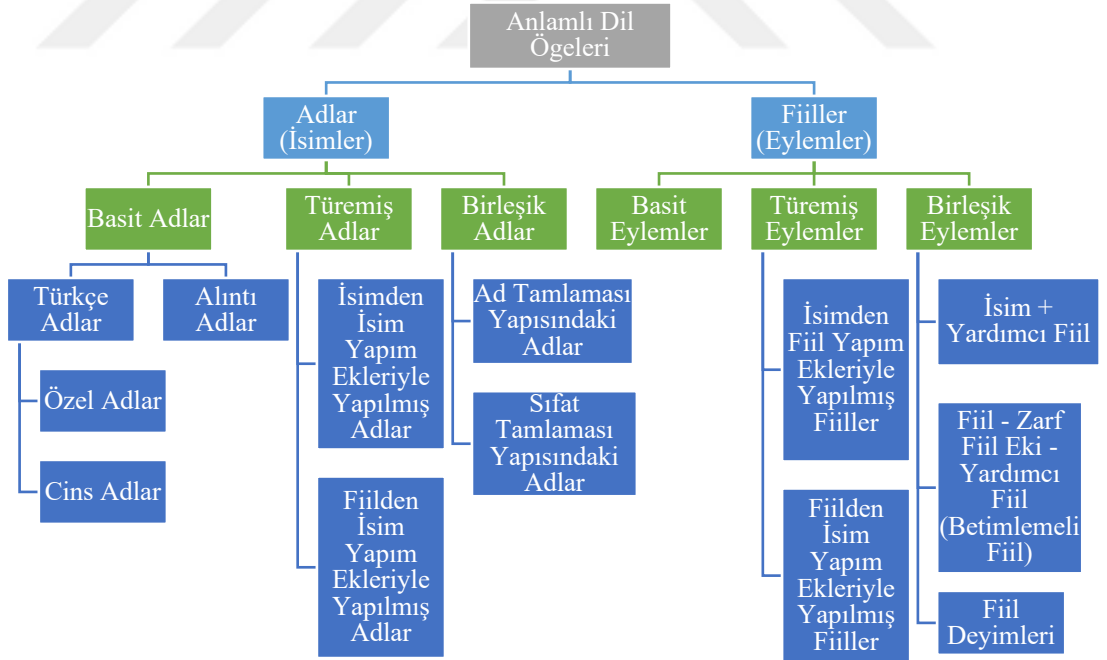 Anlamlı Dil
Ögeleri
Adlar
(İsimler)
Fiiller
(Eylemler)
Basit Adlar
Türemiş
Adlar
Birleşik
Adlar
Basit
Eylemler
Türemiş
Eylemler
Birleşik
Eylemler
Türkçe
Adlar
Alıntı
Adlar
Özel Adlar
Cins Adlar
İsimden
İsim
Yapım
Ekleriyle
Yapılmış
Adlar
Fiilden
İsim
Yapım
Ekleriyle
Yapılmış
Adlar
Ad Tamlaması
Yapısındaki
Adlar
Sıfat
Tamlaması
Yapısındaki
Adlar
İsimden
Fiil Yapım
Ekleriyle
Yapılmış
Fiiller
Fiilden
İsim
Yapım
Ekleriyle
Yapılmış
Fiiller
İsim +
Yardımcı Fiil
Fiil - Zarf
Fiil Eki -
Yardımcı
Fiil
(Betimlemeli
Fiil)
Fiil
Deyimleri